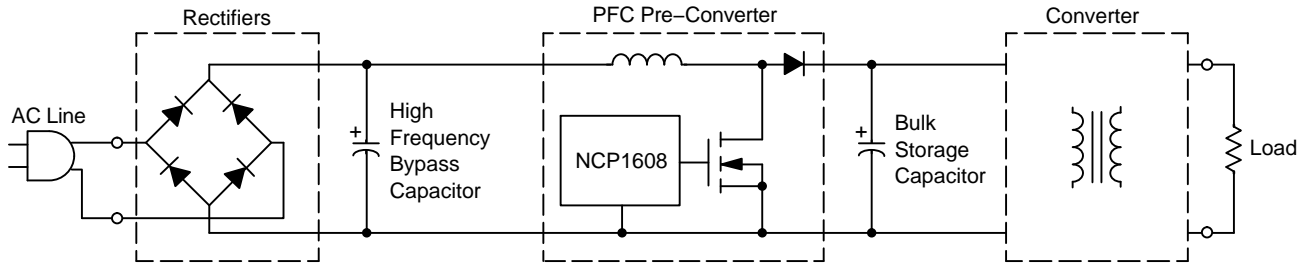 Rectifiers
PFC Pre−Converter
Converter
AC Line
+
High
Frequency
Bypass
Capacitor
NCP1608
+
Bulk
Storage
Capacitor
Load